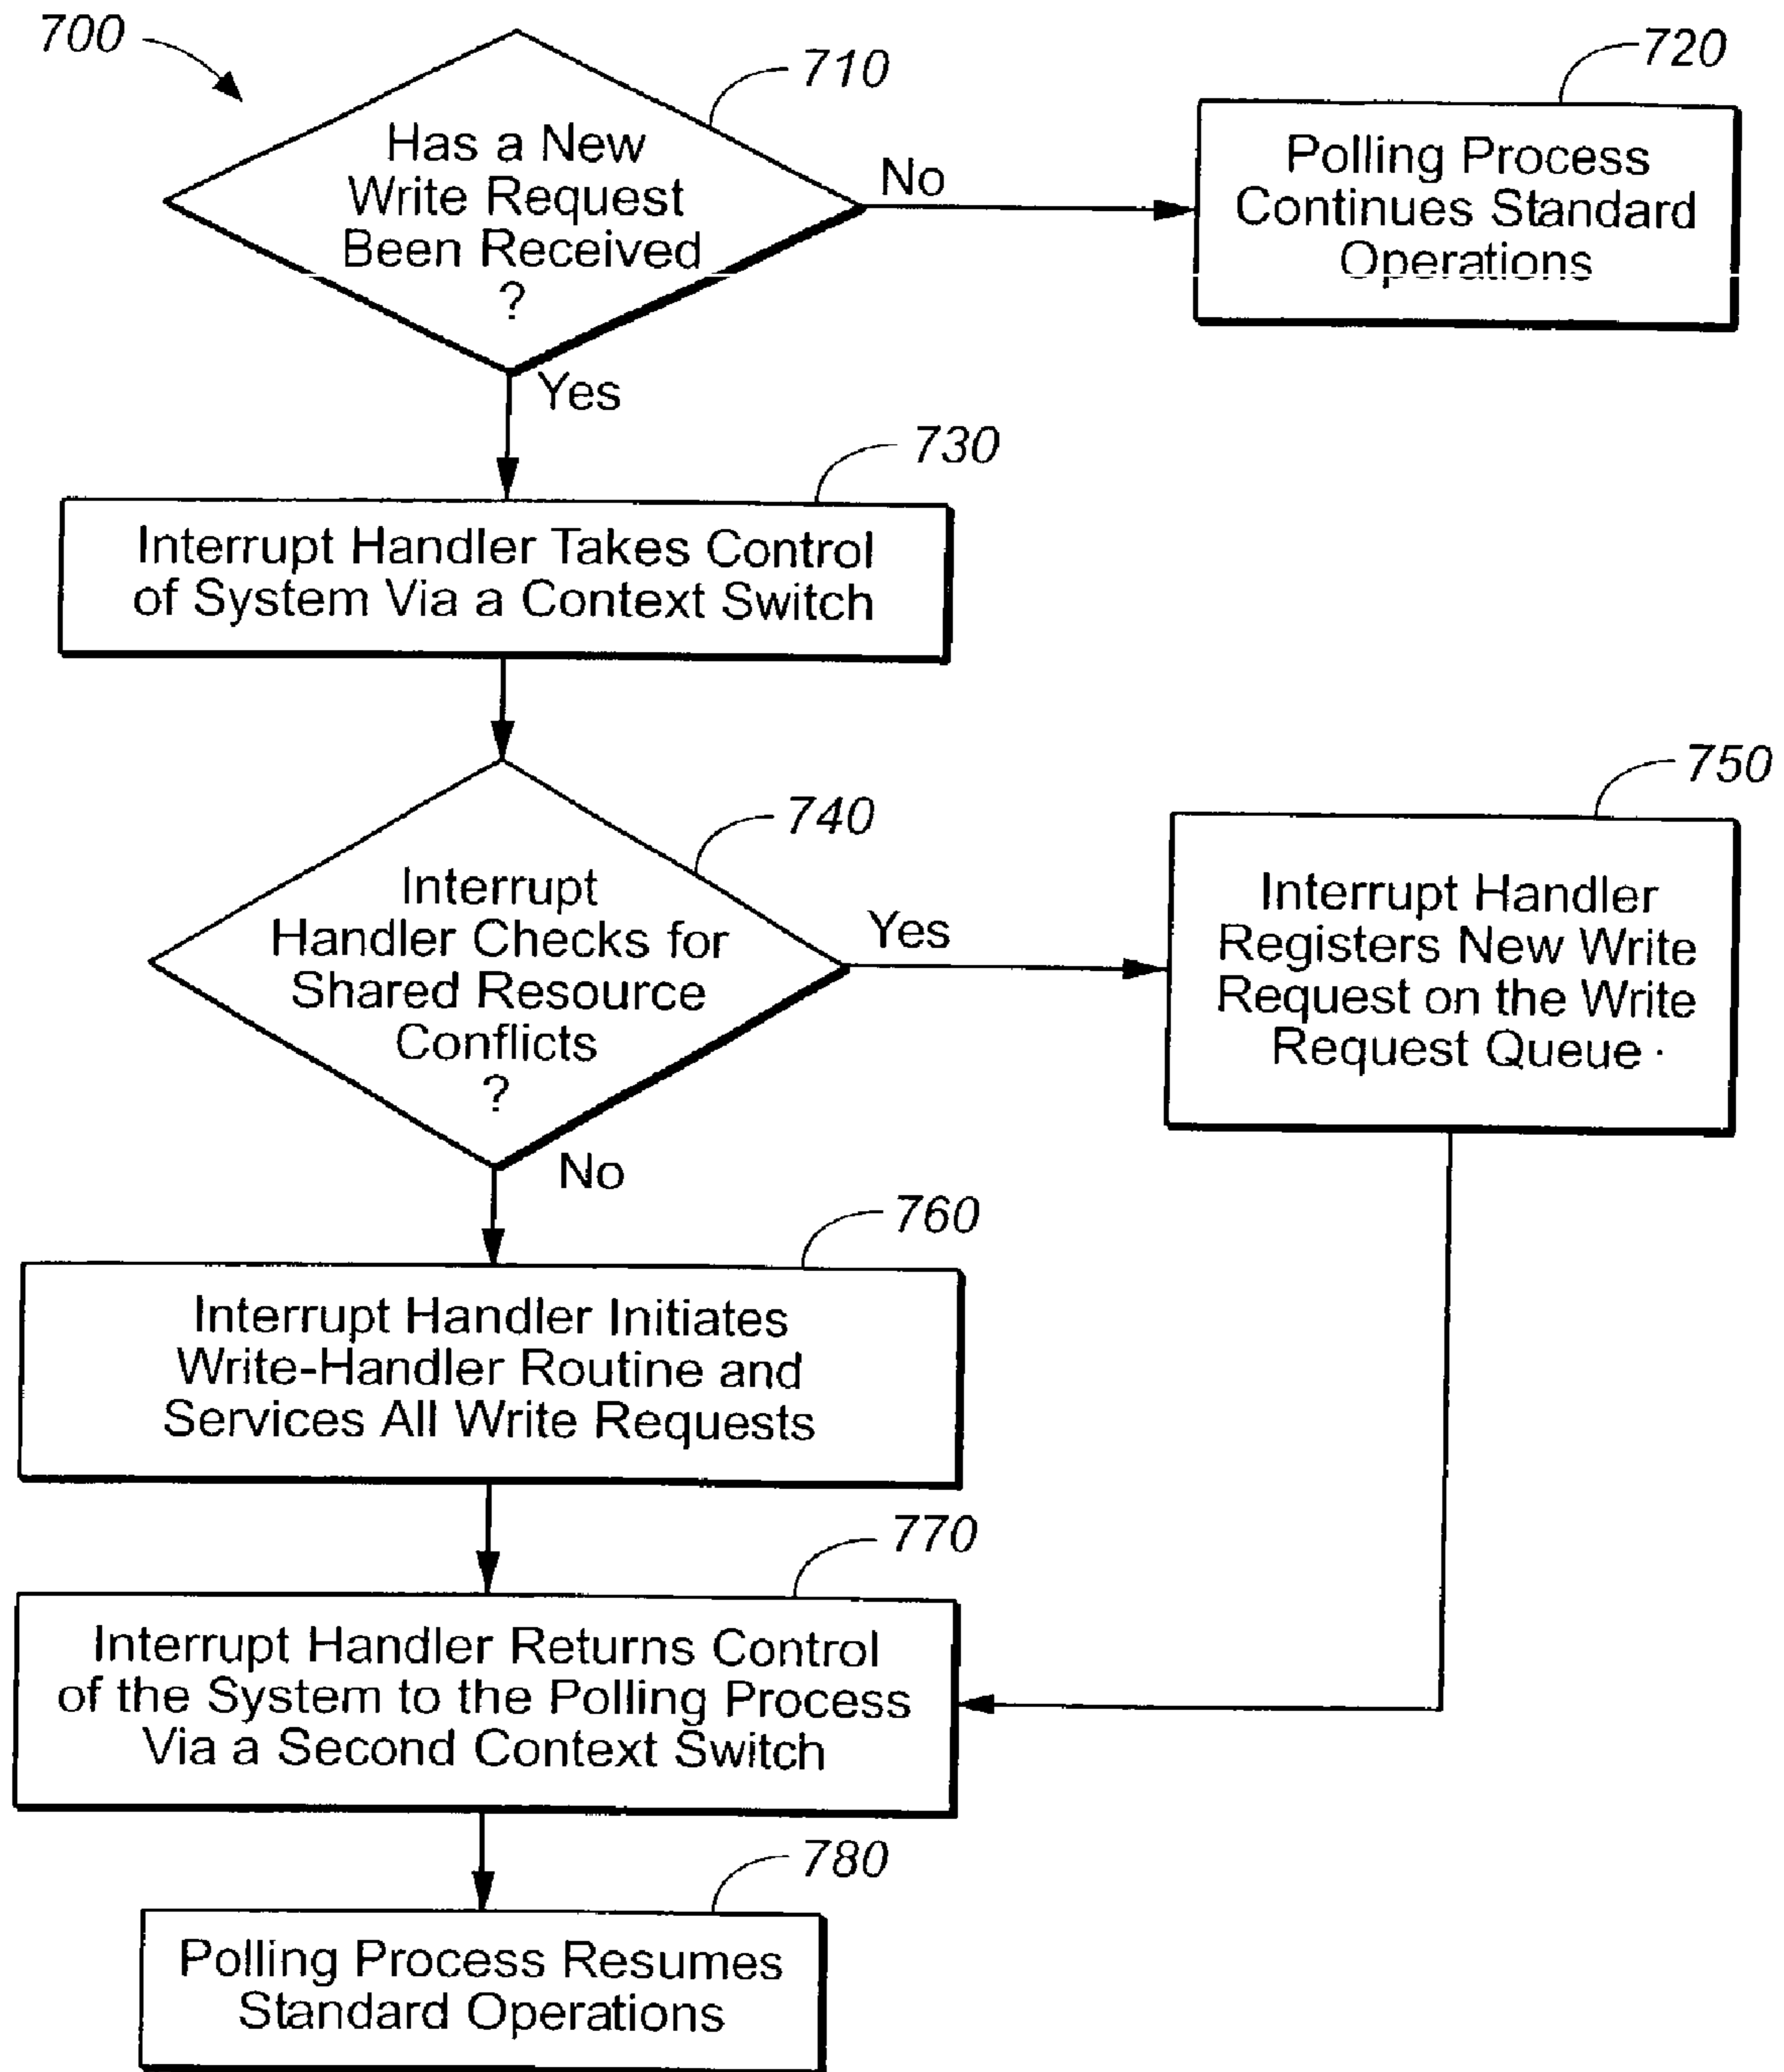 700
710
Has a New
Write Request
Been Received
?
No
720
Polling Process
Continues Standard
Operations
Yes
730
Interrupt Handler Takes Control
of System Via a Context Switch
740
Interrupt
Handler Checks for
Shared Resource
Conflicts
?
Yes
750
Interrupt Handler
Registers New Write
Request on the Write
Request Queue
No
760
Interrupt Handler Initiates
Write-Handler Routine and
Services All Write Requests
770
Interrupt Handler Returns Control
of the System to the Polling Process
Via a Second Context Switch
780
Polling Process Resumes
Standard Operations